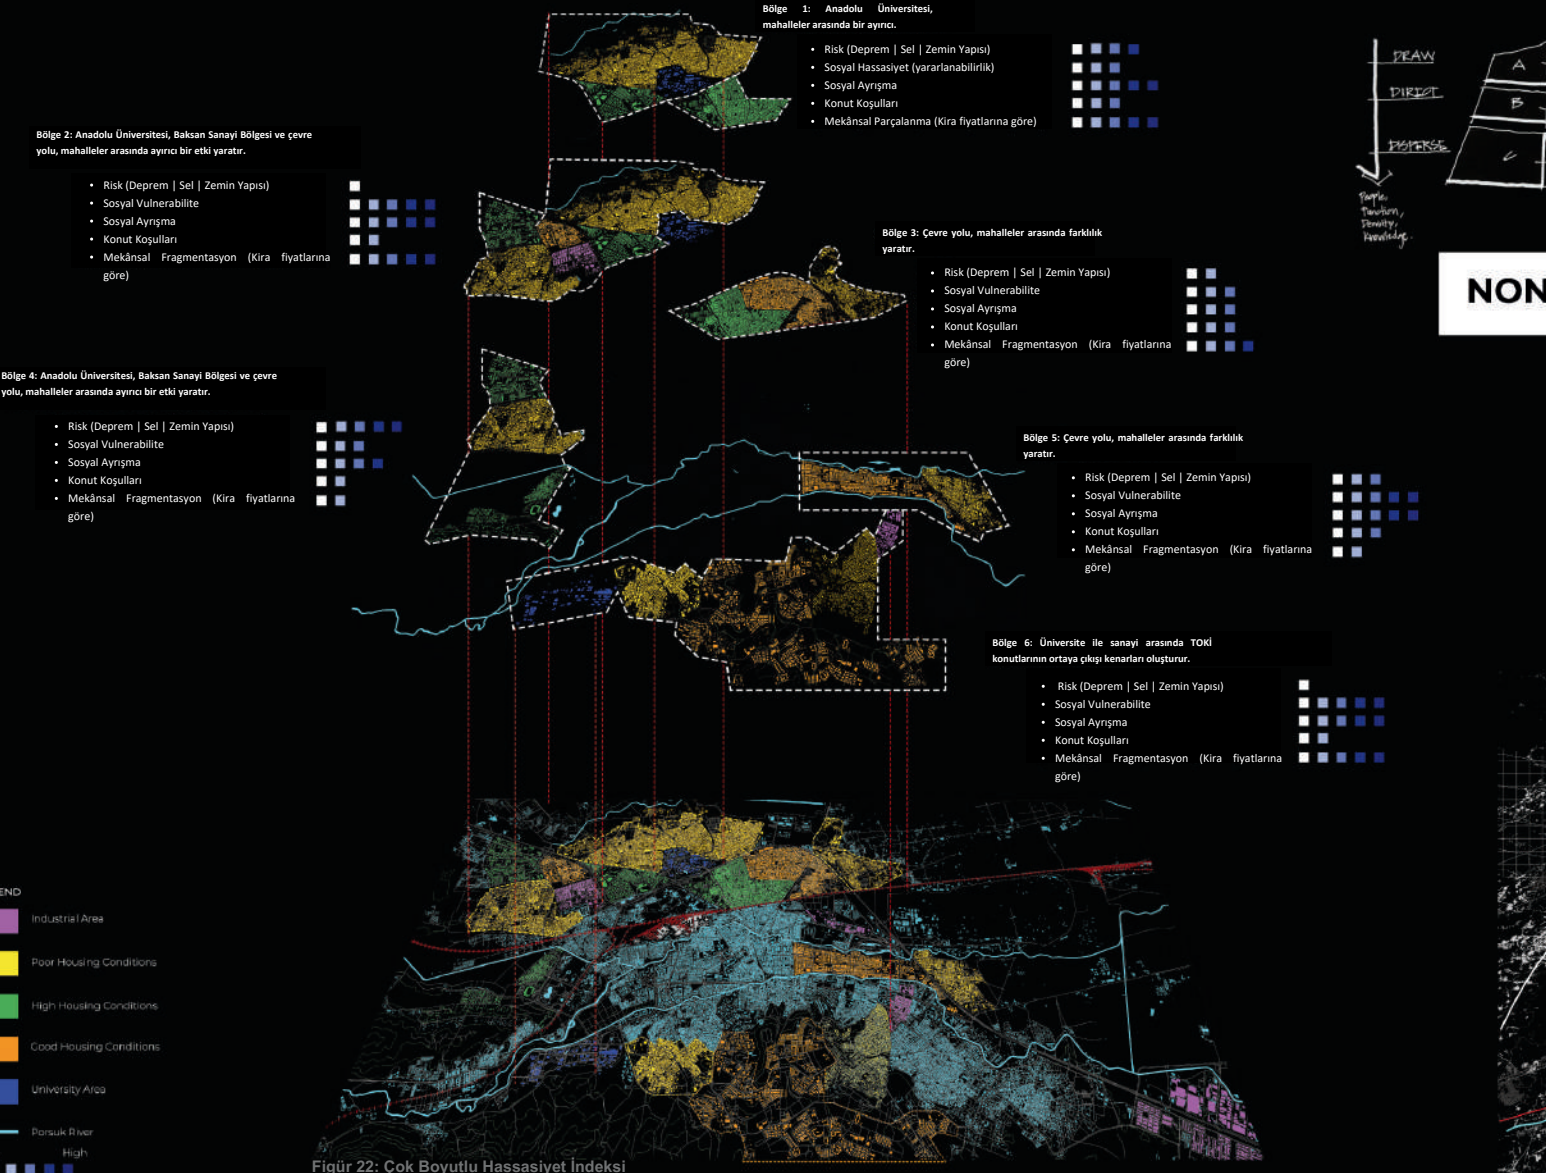 Bölge 1: Anadolu Üniversitesi,
mahalleler arasında bir ayırıcı.
• Risk (Deprem | Sel | Zemin Yapısı)
• Sosyal Hassasiyet (yararlanabilirlik)
• Sosyal Ayrışma
• Konut Koşulları
• Mekânsal Parçalanma (Kira fiyatlarına göre)
DRAW
DIRECT
DISPERSE
A
B
C
People,
Function,
Density,
Knowledge.
NON
Bölge 2: Anadolu Üniversitesi, Baksan Sanayi Bölgesi ve çevre
yolu, mahalleler arasında ayırıcı bir etki yaratır.
• Risk (Deprem | Sel | Zemin Yapısı)
• Sosyal Vulnerabilite
• Sosyal Ayrışma
• Konut Koşulları
• Mekânsal Fragmentasyon (Kira fiyatlarına
göre)
Bölge 3: Çevre yolu, mahalleler arasında farklılık
yaratır.
• Risk (Deprem | Sel | Zemin Yapısı)
• Sosyal Vulnerabilite
• Sosyal Ayrışma
• Konut Koşulları
• Mekânsal Fragmentasyon (Kira fiyatlarına
göre)
Bölge 4: Anadolu Üniversitesi, Baksan Sanayi Bölgesi ve çevre
yolu, mahalleler arasında ayırıcı bir etki yaratır.
• Risk (Deprem | Sel | Zemin Yapısı)
• Sosyal Vulnerabilite
• Sosyal Ayrışma
• Konut Koşulları
• Mekânsal Fragmentasyon (Kira fiyatlarına
göre)
Bölge 5: Çevre yolu, mahalleler arasında farklılık
yaratır.
• Risk (Deprem | Sel | Zemin Yapısı)
• Sosyal Vulnerabilite
• Sosyal Ayrışma
• Konut Koşulları
• Mekânsal Fragmentasyon (Kira fiyatlarına
göre)
Bölge 6: Üniversite ile sanayi arasında TOKİ
konutlarının ortaya çıkışı kenarları oluşturur.
• Risk (Deprem | Sel | Zemin Yapısı)
• Sosyal Vulnerabilite
• Sosyal Ayrışma
• Konut Koşulları
• Mekânsal Fragmentasyon (Kira fiyatlarına
göre)
END
Industrial Area
Poor Housing Conditions
High Housing Conditions
Good Housing Conditions
University Area
Porsuk River
High
Figür 22: Çok Boyutlu Hassasiyet İndeksi